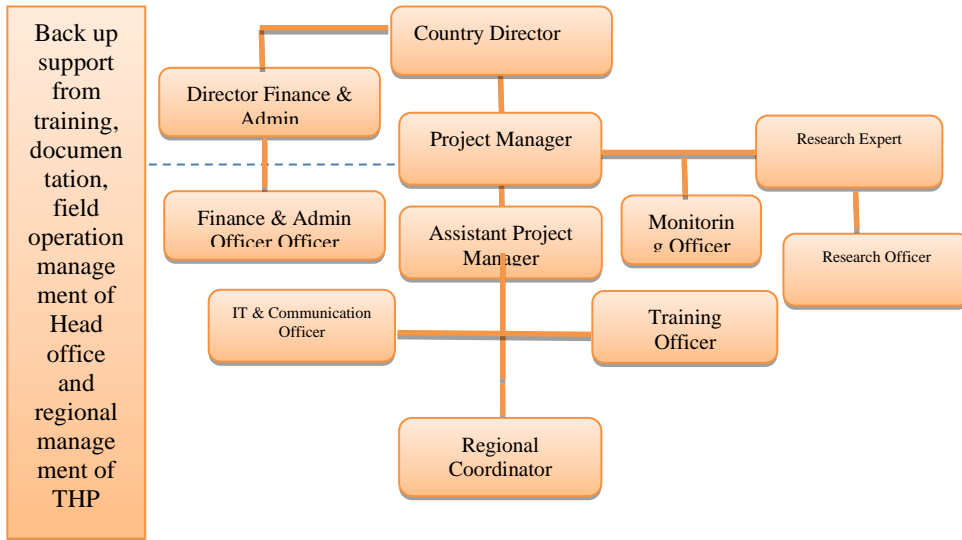 Back up
support
from
training,
documen
tation,
field
operation
manage
ment of
Head
office
and
regional
manage
ment of
THP
Country Director
Director Finance &
Admin
Project Manager
Research Expert
Finance & Admin
Officer Officer
Assistant Project
Manager
Monitorin
g Officer
Research Officer
IT & Communication
Officer
Training
Officer
Regional
Coordinator